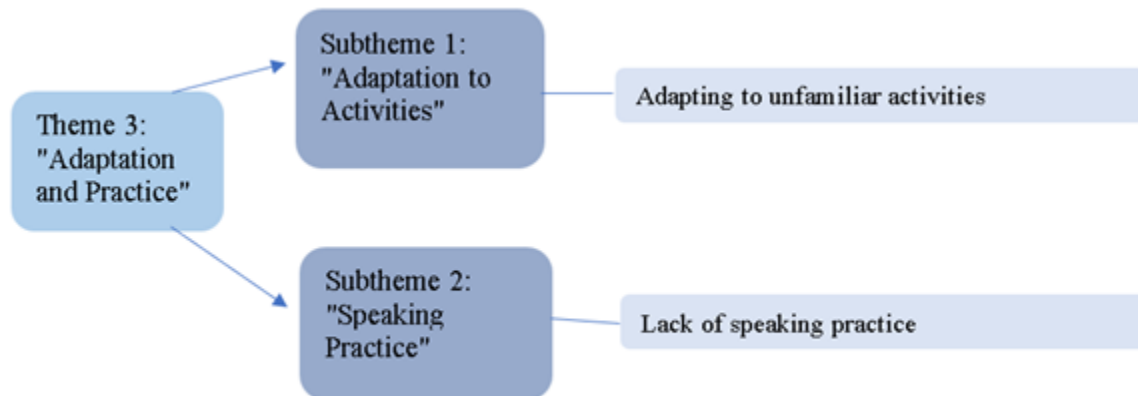 Theme 3:
"Adaptation
and Practice"
Subtheme 1:
"Adaptation to
Activities"
Adapting to unfamiliar activities
Subtheme 2:
"Speaking
Practice"
Lack of speaking practice